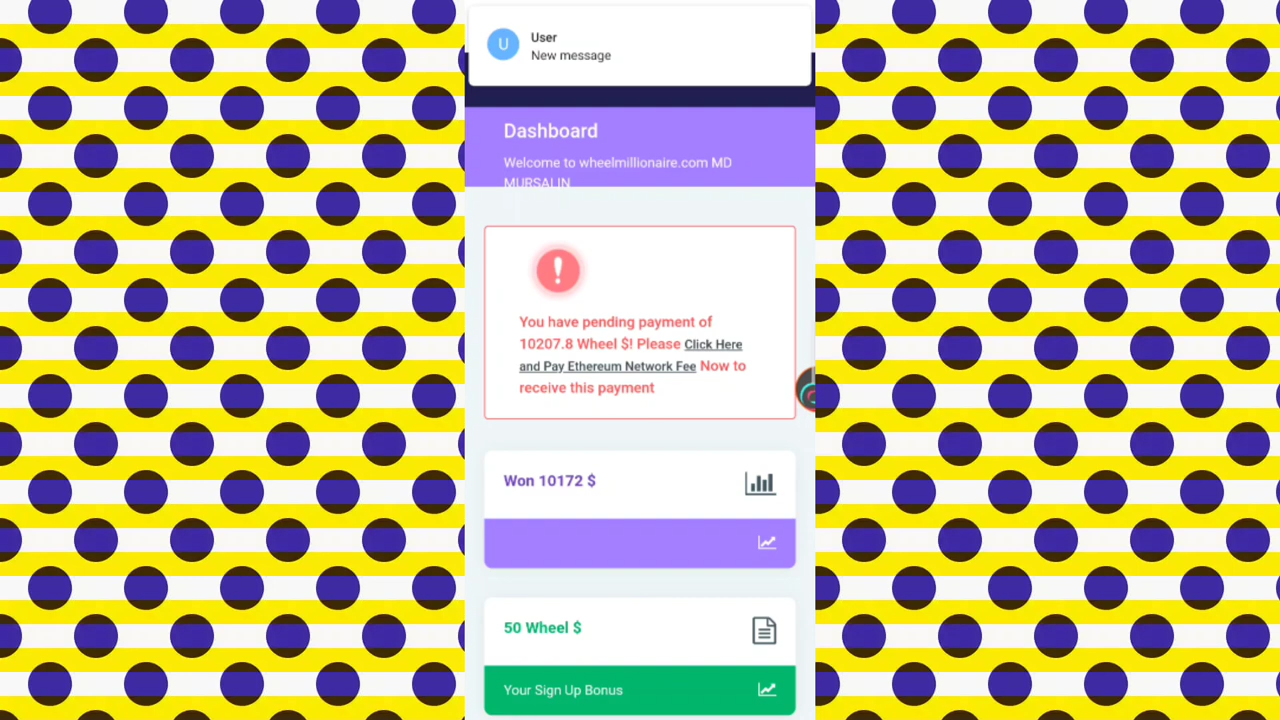 U
User
New message
Dashboard
Welcome to wheelmillionaire.com MD
MURSALIN
You have pending payment of
10207.8 Wheel $! Please Click Here
and Pay Ethereum Network Fee Now to
receive this payment
Won 10172 $
50 Wheel $
Your Sign Up Bonus